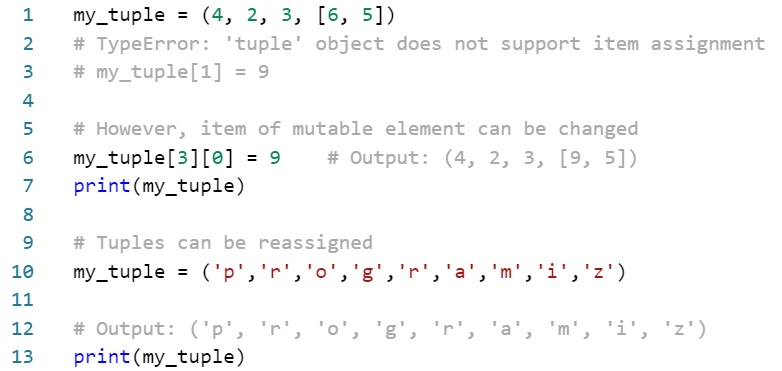 1 my_tuple = (4, 2, 3, [6, 5])
2 # TypeError: 'tuple' object does not support item assignment
3 # my_tuple[1] = 9
4
5 # However, item of mutable element can be changed
6 my_tuple[3][0] = 9    # Output: (4, 2, 3, [9, 5])
7 print(my_tuple)
8
9 # Tuples can be reassigned
10 my_tuple = ('p','r','o','g','r','a','m','i','z')
11
12 # Output: ('p', 'r', 'o', 'g', 'r', 'a', 'm', 'i', 'z')
13 print(my_tuple)